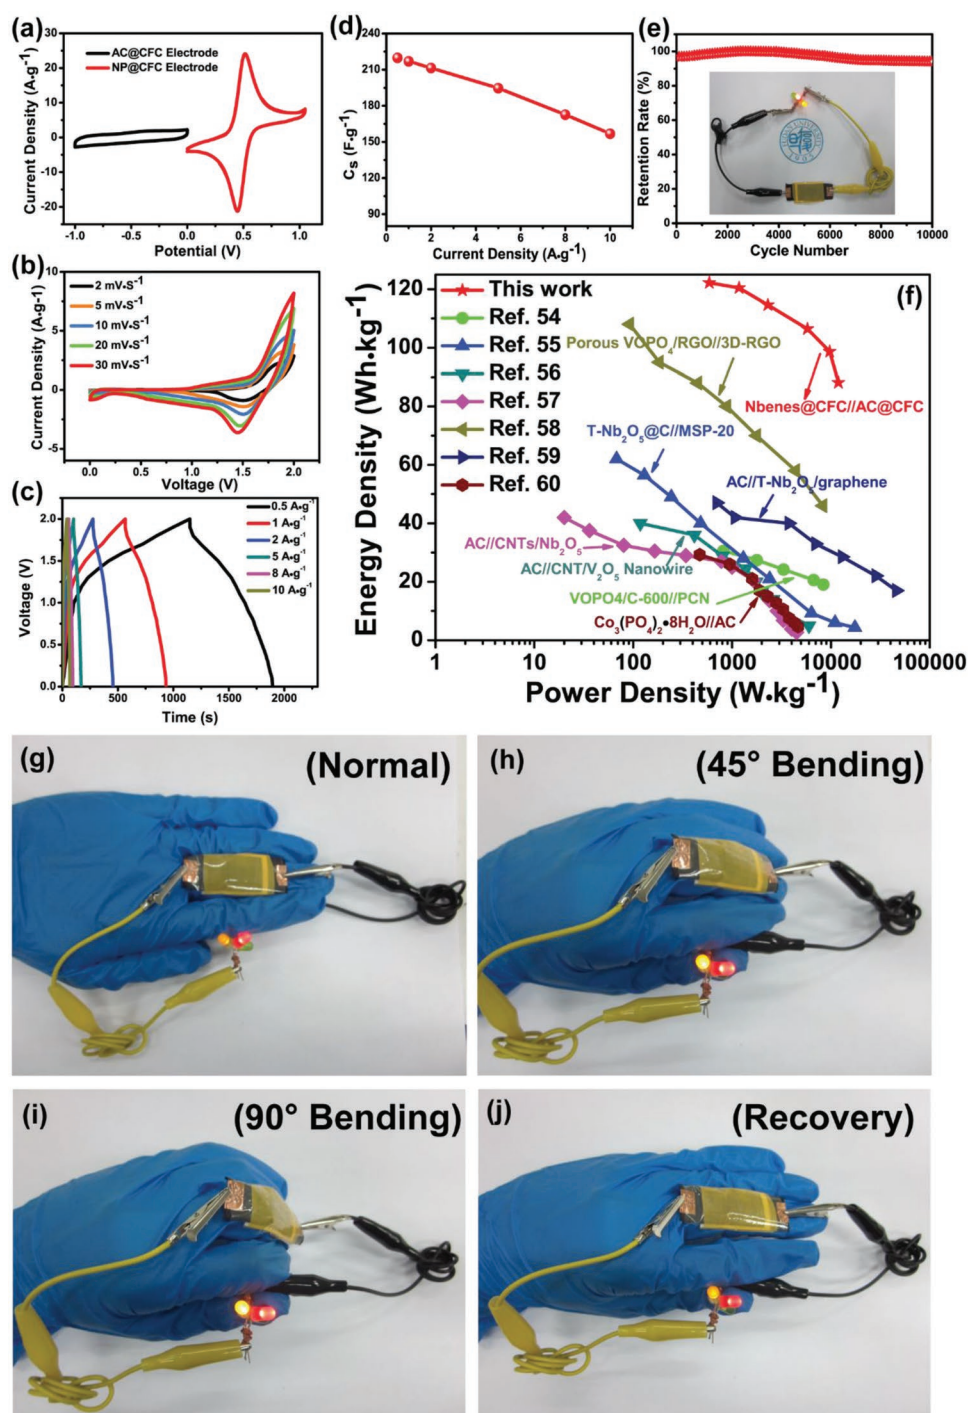 (a)
AC@CFC Electrode
NP@CFC Electrode
Current Density (A•g⁻¹)
30
25
20
15
10
5
0
-10
-20
-1.0
-0.5
0.0
0.5
1.0
Potential (V)
(d)
Cₛ (F•g⁻¹)
240
210
180
150
120
90
0
2
4
6
8
10
Current Density (A•g⁻¹)
(e)
Retention Rate (%)
100
80
60
40
20
0
0
2000
4000
6000
8000
10000
Cycle Number
(b)
2 mV•S⁻¹
5 mV•S⁻¹
10 mV•S⁻¹
20 mV•S⁻¹
30 mV•S⁻¹
Current Density (A•g-1)
10
5
0
-5
0.0
0.5
1.0
1.5
2.0
Voltage (V)
(c)
0.5 A•g⁻¹
1 A•g⁻¹
2 A•g⁻¹
5 A•g⁻¹
8 A•g⁻¹
10 A•g⁻¹
Voltage (V)
2.0
1.5
1.0
0.5
0.0
0
500
1000
1500
2000
Time (s)
(f)
This work
Ref. 54
Ref. 55
Ref. 56
Ref. 57
Ref. 58
Ref. 59
Ref. 60
Porous VOPO₄/RGO//3D-RGO
Nbenes@CFC//AC@CFC
T-Nb₂O₅@C//MSP-20
AC//T-Nb₂O₅/graphene
AC//CNTs/Nb₂O₅
AC//CNT/V₂O₅ Nanowire
VOPO4/C-600//PCN
Co₃(PO₄)₂•8H₂O//AC
Energy Density (Wh•kg⁻¹)
120
100
80
60
40
20
0
1
10
100
1000
10000
100000
Power Density (W•kg⁻¹)
(g)
(Normal)
(h)
(45° Bending)
(i)
(90° Bending)
(j)
(Recovery)